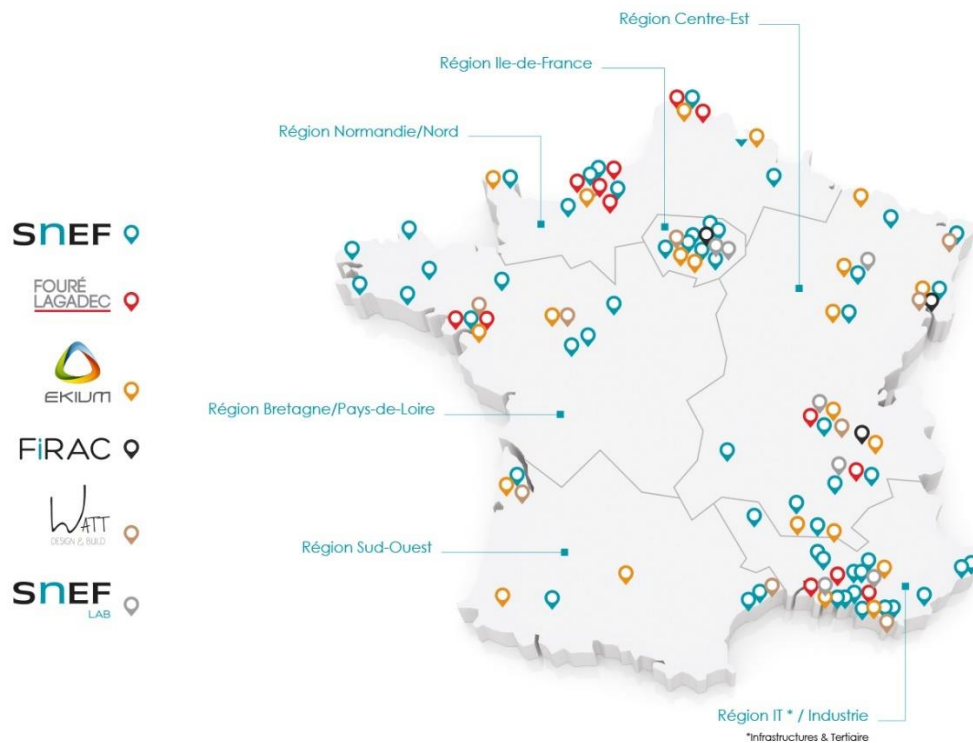 Région Centre-Est
Région Ile-de-France
Région Normandie/Nord
SnEF
FOURÉ
LAGADEC
EKIUM
FiRAC
WATT
DESIGN & BUILD
SnEF
LAB
Région Bretagne/Pays-de-Loire
Région Sud-Ouest
Région IT * / Industrie
*Infrastructures & Tertiaire